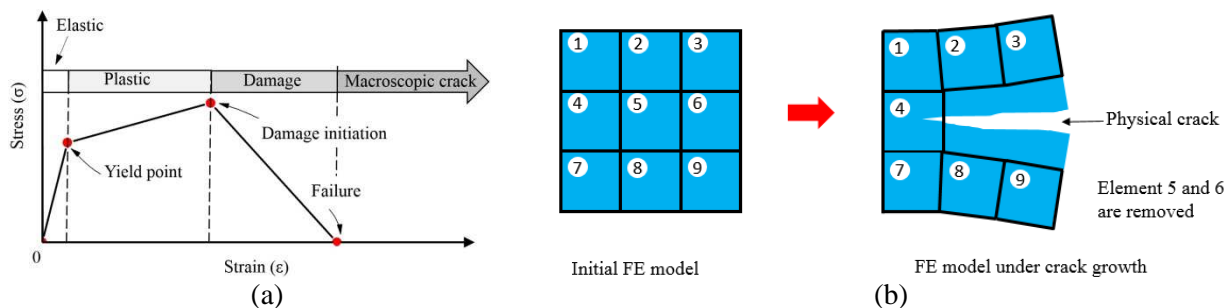 Elastic
Plastic
Damage
Macroscopic crack
Stress (σ)
Damage initiation
Yield point
Failure
0
Strain (ε)
(a)
1 2 3
4 5 6
7 8 9
Initial FE model
1 2 3
4
7 8 9
Physical crack
Element 5 and 6
are removed
FE model under crack growth
(b)